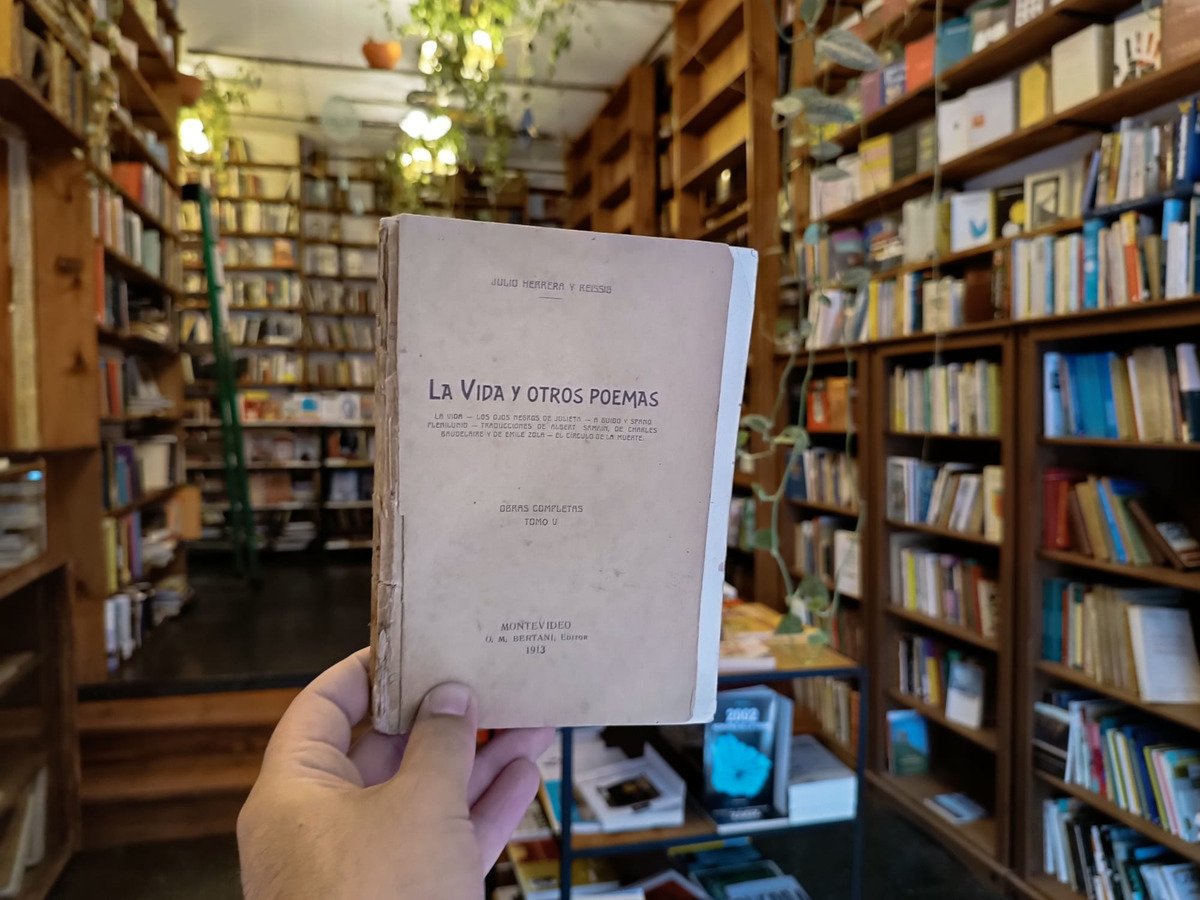 JULIO HERRERA Y REISSIG
LA VIDA Y OTROS POEMAS
LA VIDA — LOS OJOS NEGROS DE JULIETA — A GUIDO Y SPANO
PLENILUNIO — TRADUCCIONES DE ALBERT SAMAIN, DE CHARLES
BAUDELAIRE Y DE EMILE ZOLA — EL CÍRCULO DE LA MUERTE.
OBRAS COMPLETAS
TOMO V
MONTEVIDEO
O. M. BERTANI, EDITOR
1913
2002